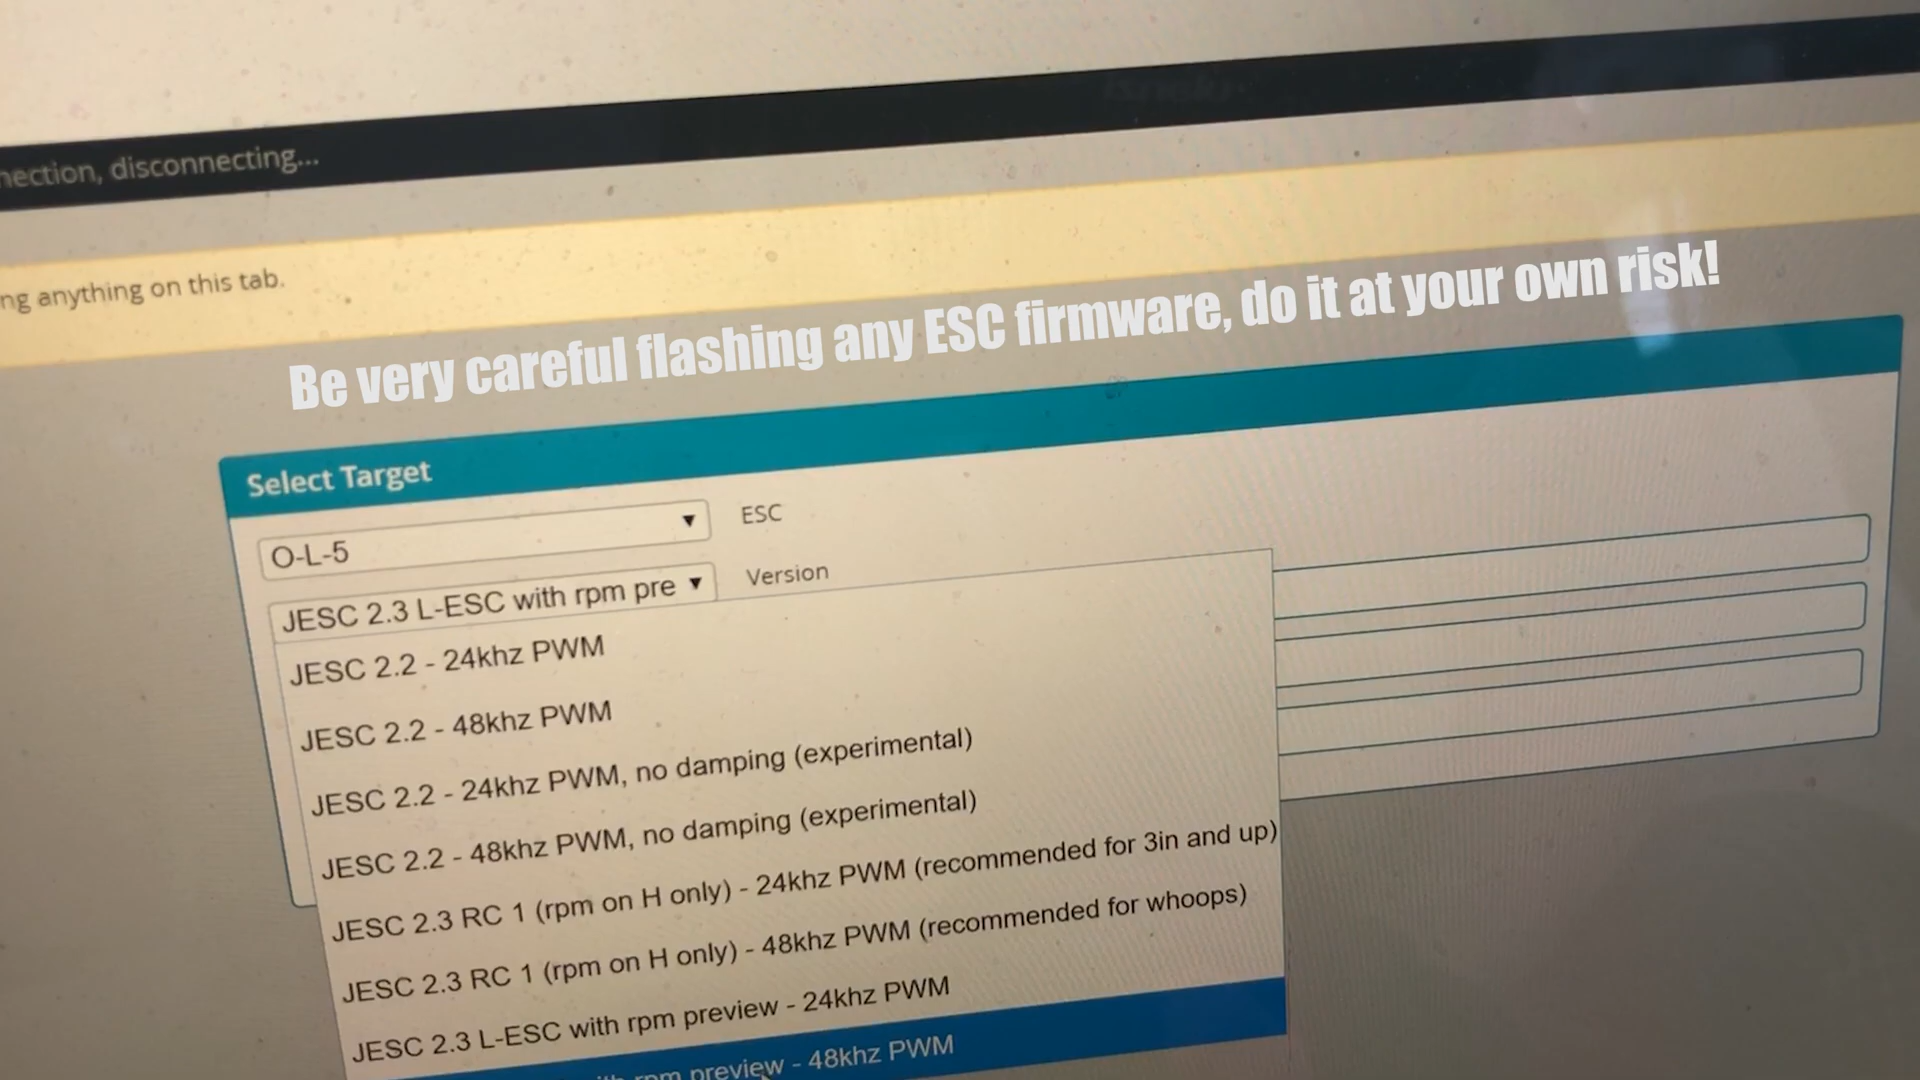 disconnecting...
anything on this tab.
Be very careful flashing any ESC firmware, do it at your own risk!
Select Target
O-L-5 ESC
JESC 2.3 L-ESC with rpm pre Version
JESC 2.2 - 24khz PWM
JESC 2.2 - 48khz PWM
JESC 2.2 - 24khz PWM, no damping (experimental)
JESC 2.2 - 48khz PWM, no damping (experimental)
JESC 2.3 RC 1 (rpm on H only) - 24khz PWM (recommended for 3in and up)
JESC 2.3 RC 1 (rpm on H only) - 48khz PWM (recommended for whoops)
JESC 2.3 L-ESC with rpm preview - 24khz PWM
rpm preview - 48khz PWM